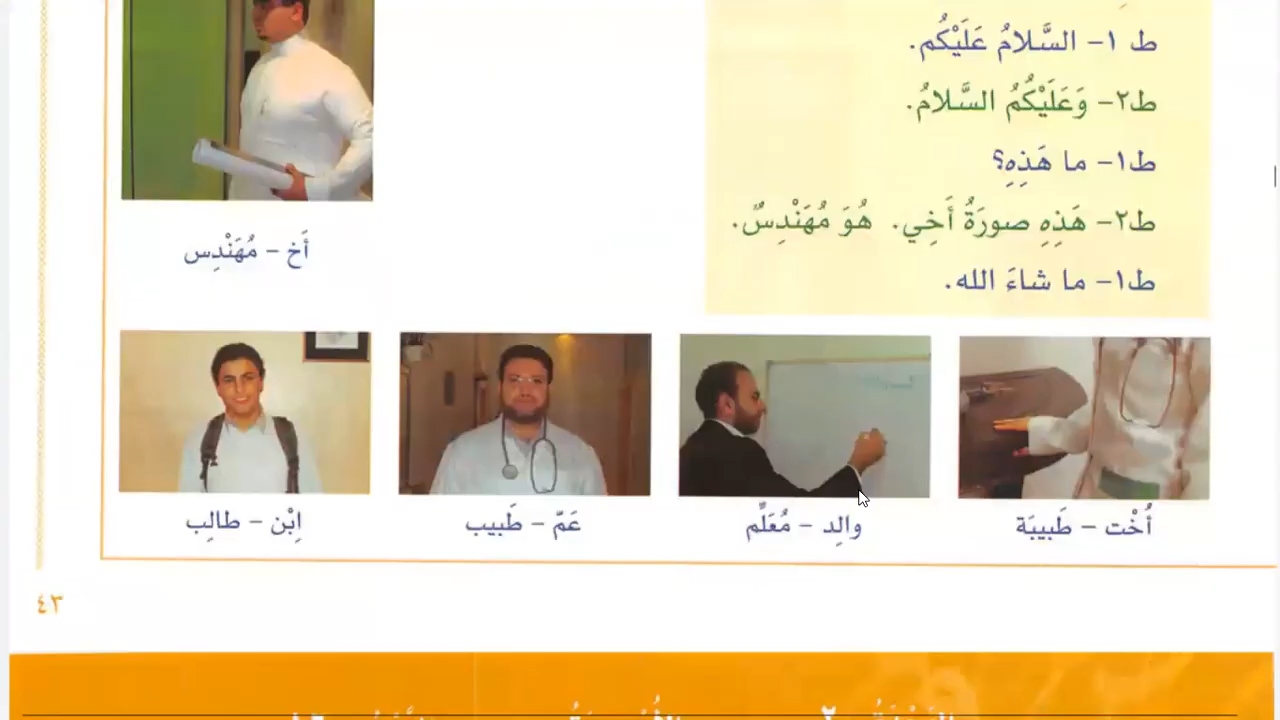 ط ١- السَّلامُ عَلَيْكُم.
ط٢- وَعَلَيْكُمُ السَّلامُ.
ط١- ما هَذِهِ؟
ط٢- هَذِهِ صورَةُ أَخِي. هُوَ مُهَنْدِسٌ.
ط١- ما شاءَ الله.
أَخ - مُهَنْدِس
أُخْت - طَبيبَة
والِد - مُعَلِّم
عَمّ - طَبيب
اِبْن - طالِب
٤٣